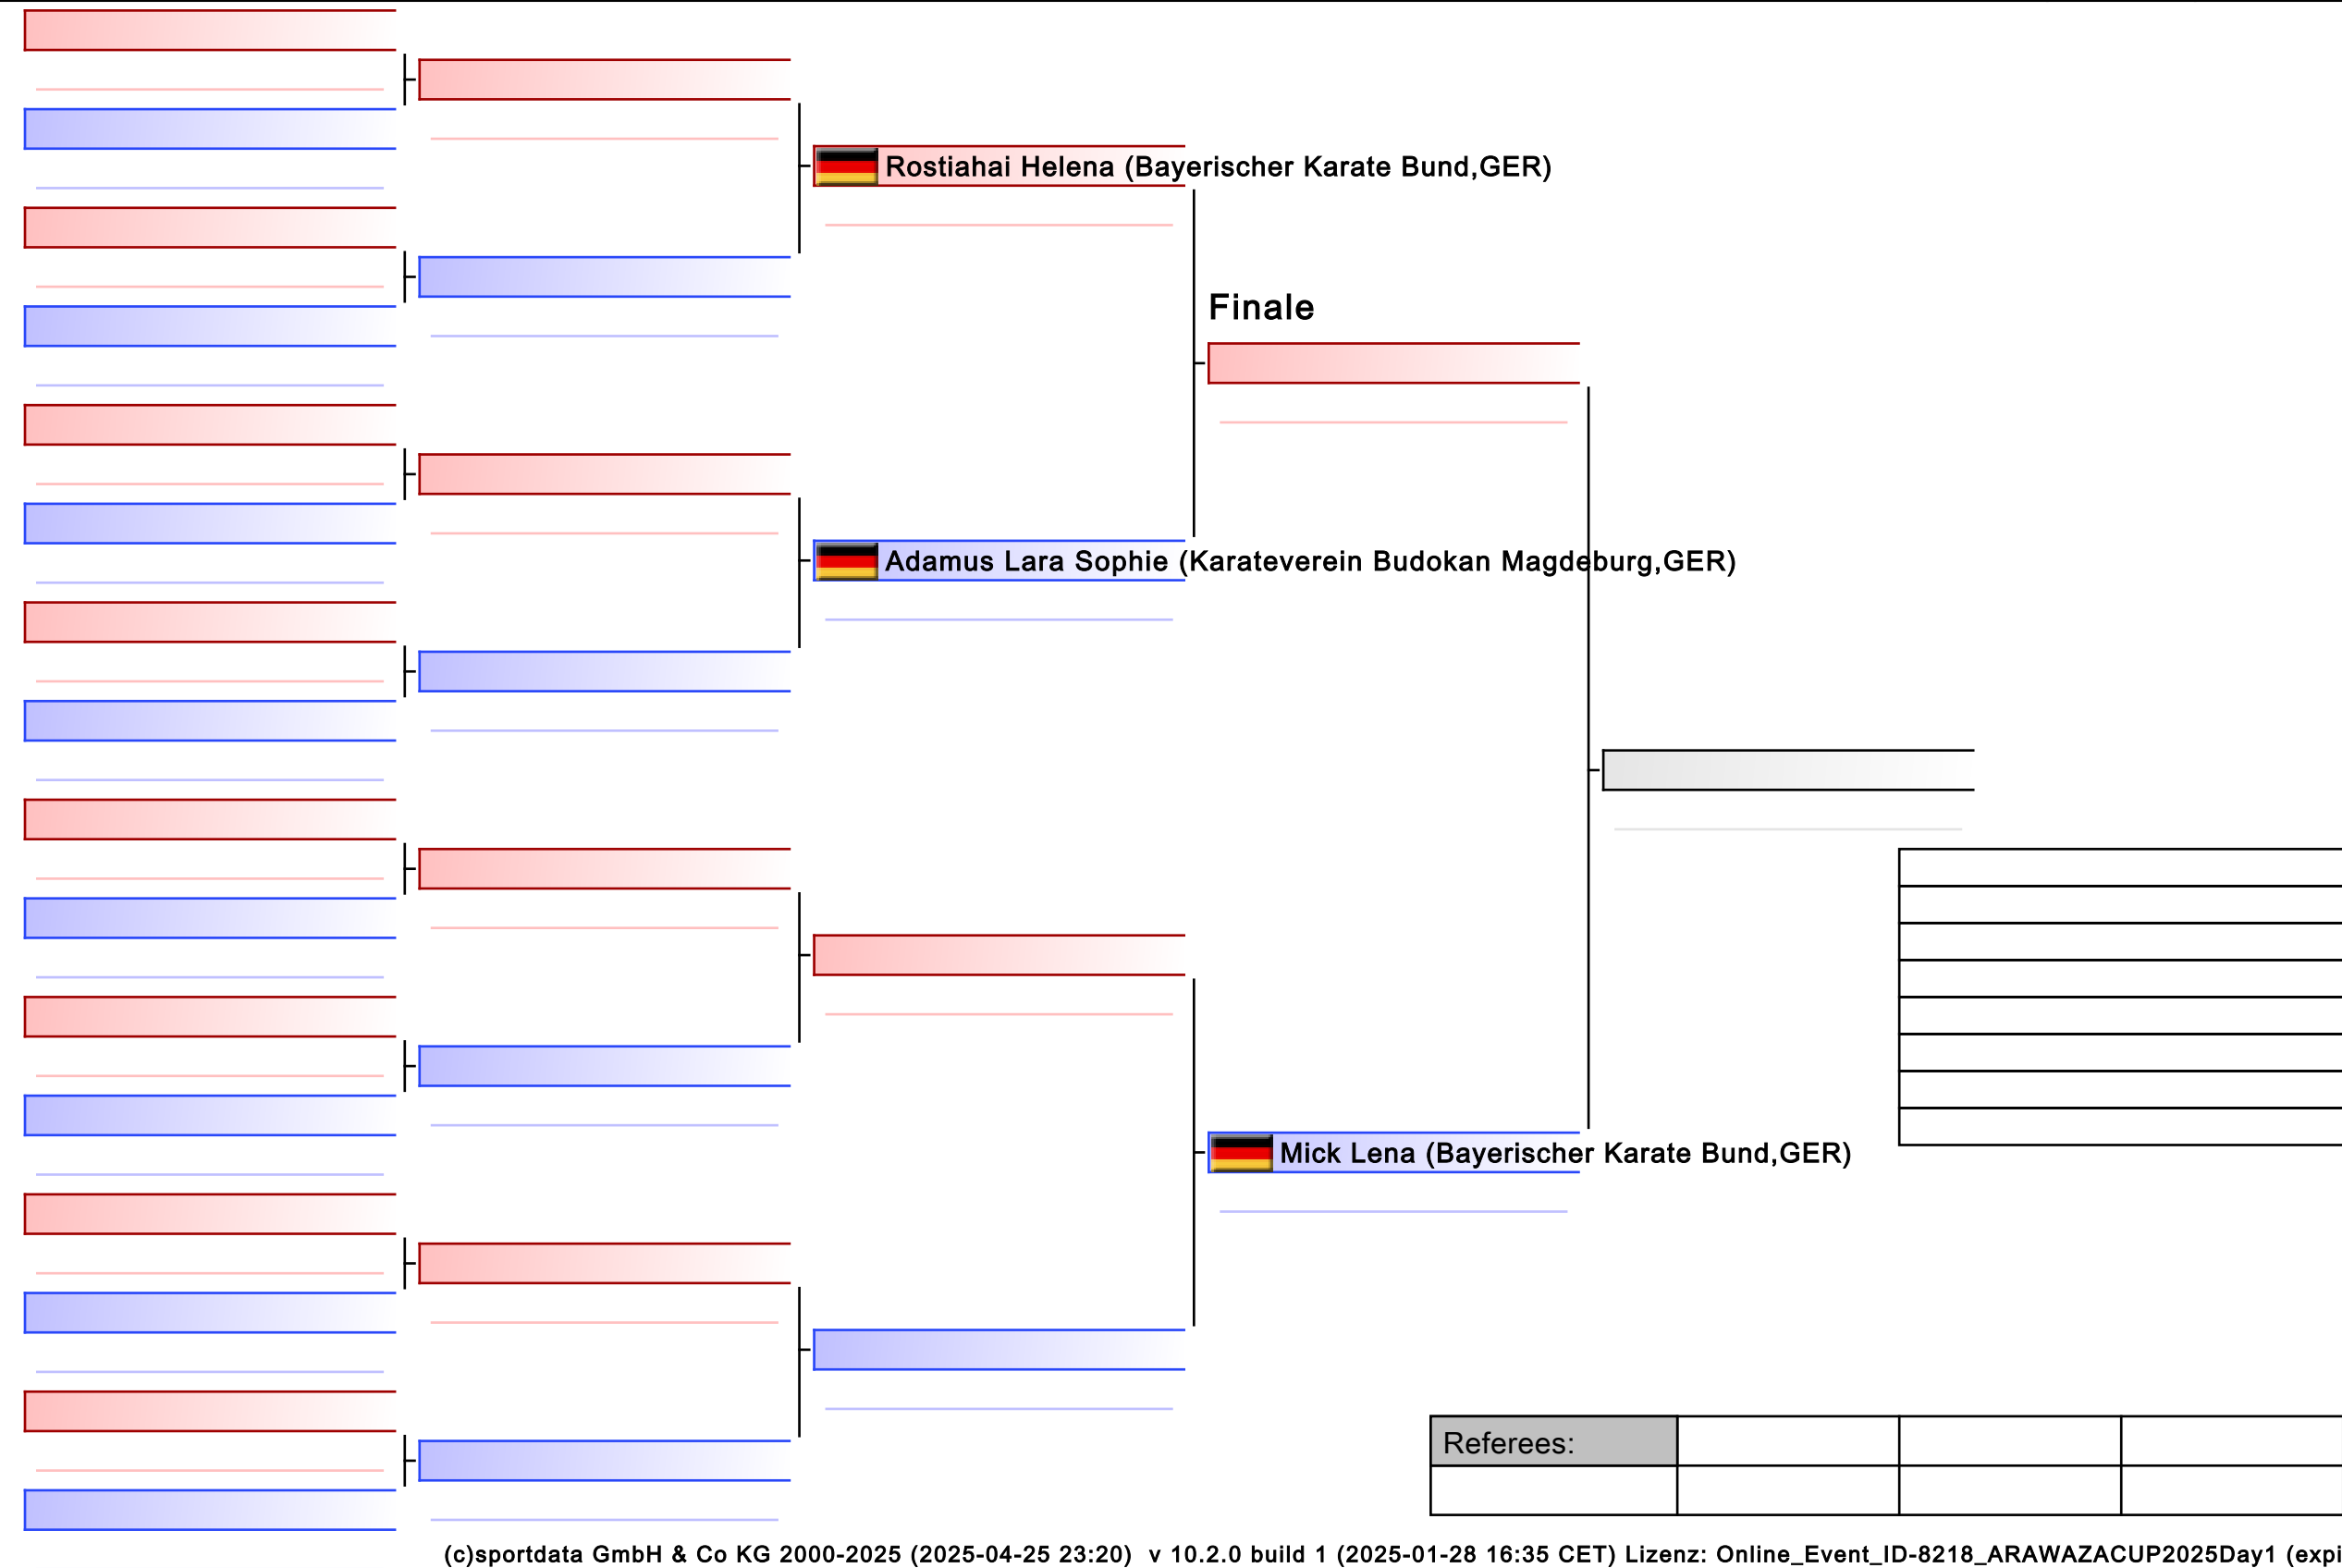 Rostiahai Helena (Bayerischer Karate Bund,GER)
Finale
Adamus Lara Sophie (Karateverein Budokan Magdeburg,GER)
Mick Lena (Bayerischer Karate Bund,GER)
Referees:
(c)sportdata GmbH & Co KG 2000-2025 (2025-04-25 23:20) v 10.2.0 build 1 (2025-01-28 16:35 CET) Lizenz: Online_Event_ID-8218_ARAWAZACUP2025Day1 (expi